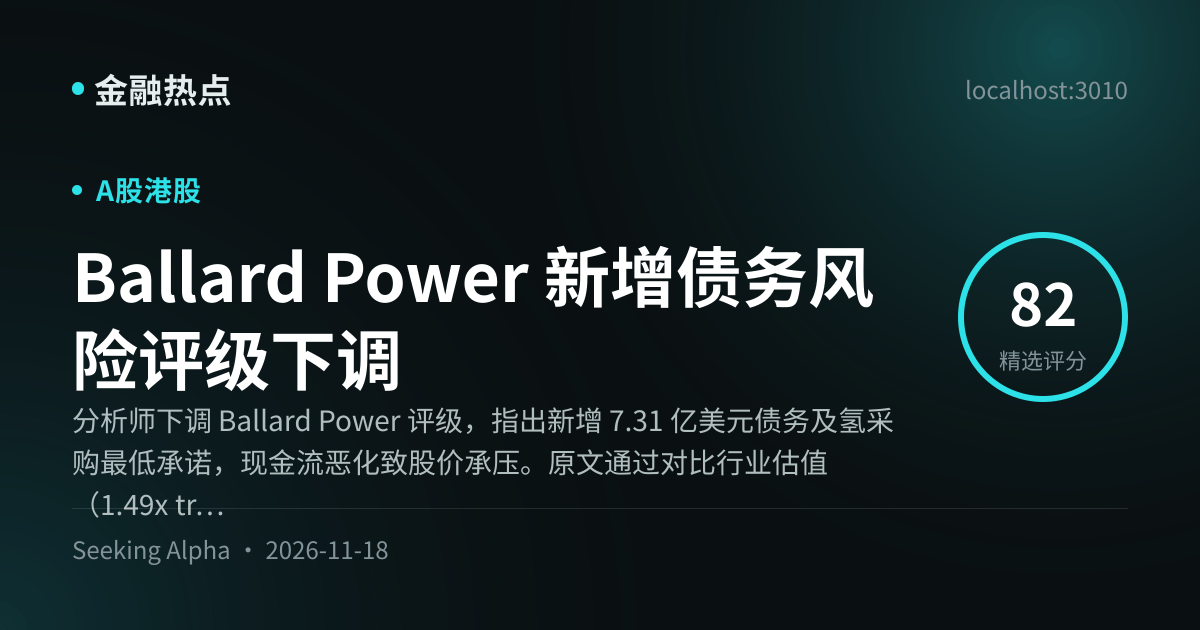 金融热点
localhost:3010
A股港股
Ballard Power 新增债务风
险评级下调
82
精选评分
分析师下调 Ballard Power 评级，指出新增 7.31 亿美元债务及氢采
购最低承诺，现金流恶化致股价承压。原文通过对比行业估值
（1.49x tr…
Seeking Alpha · 2026-11-18